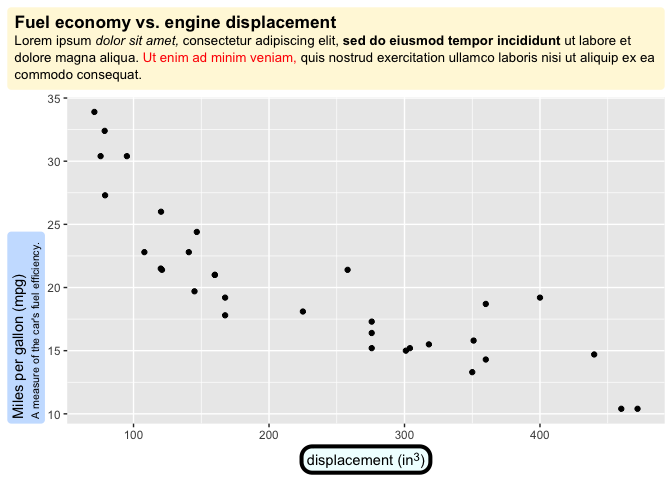 Fuel economy vs. engine displacement
Lorem ipsum dolor sit amet, consectetur adipiscing elit, sed do eiusmod tempor incididunt ut labore et
dolore magna aliqua. Ut enim ad minim veniam, quis nostrud exercitation ullamco laboris nisi ut aliquip ex ea
commodo consequat.
35
30
25
20
15
10
Miles per gallon (mpg)
A measure of the car's fuel efficiency.
100
200
300
400
displacement (in³)